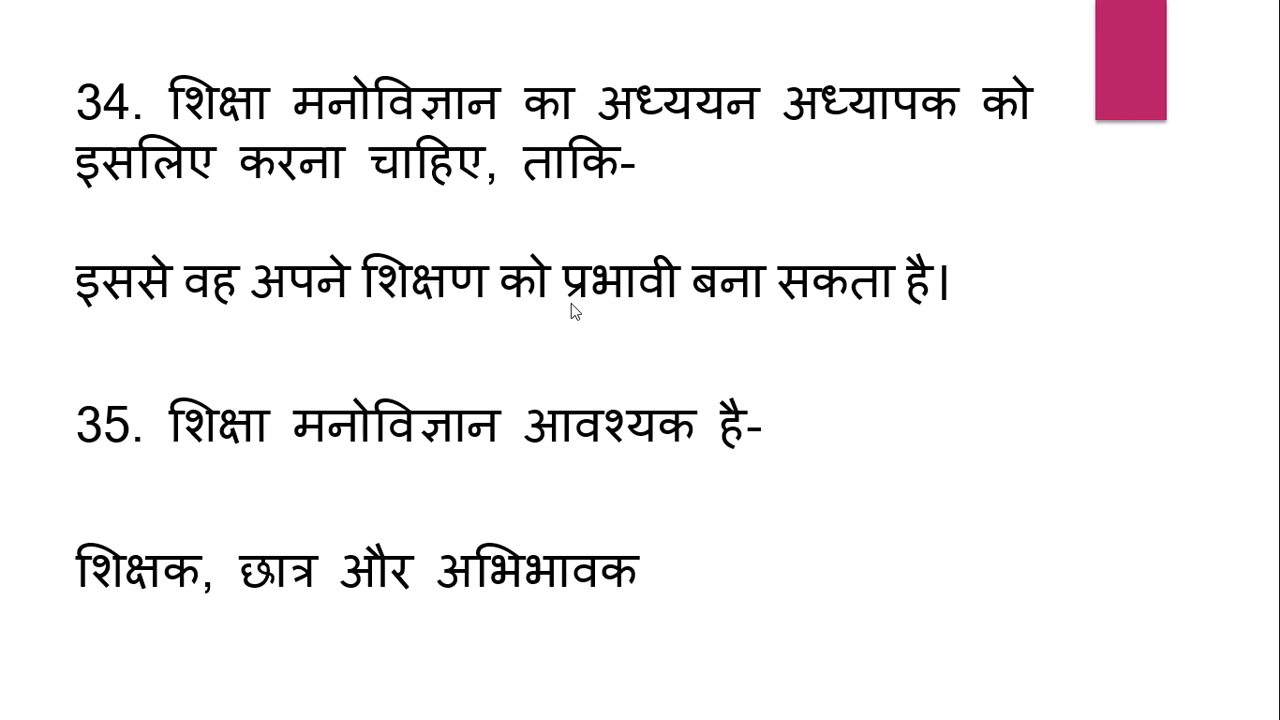 34. शिक्षा मनोविज्ञान का अध्ययन अध्यापक को
इसलिए करना चाहिए, ताकि-
इससे वह अपने शिक्षण को प्रभावी बना सकता है।
35. शिक्षा मनोविज्ञान आवश्यक है-
शिक्षक, छात्र और अभिभावक